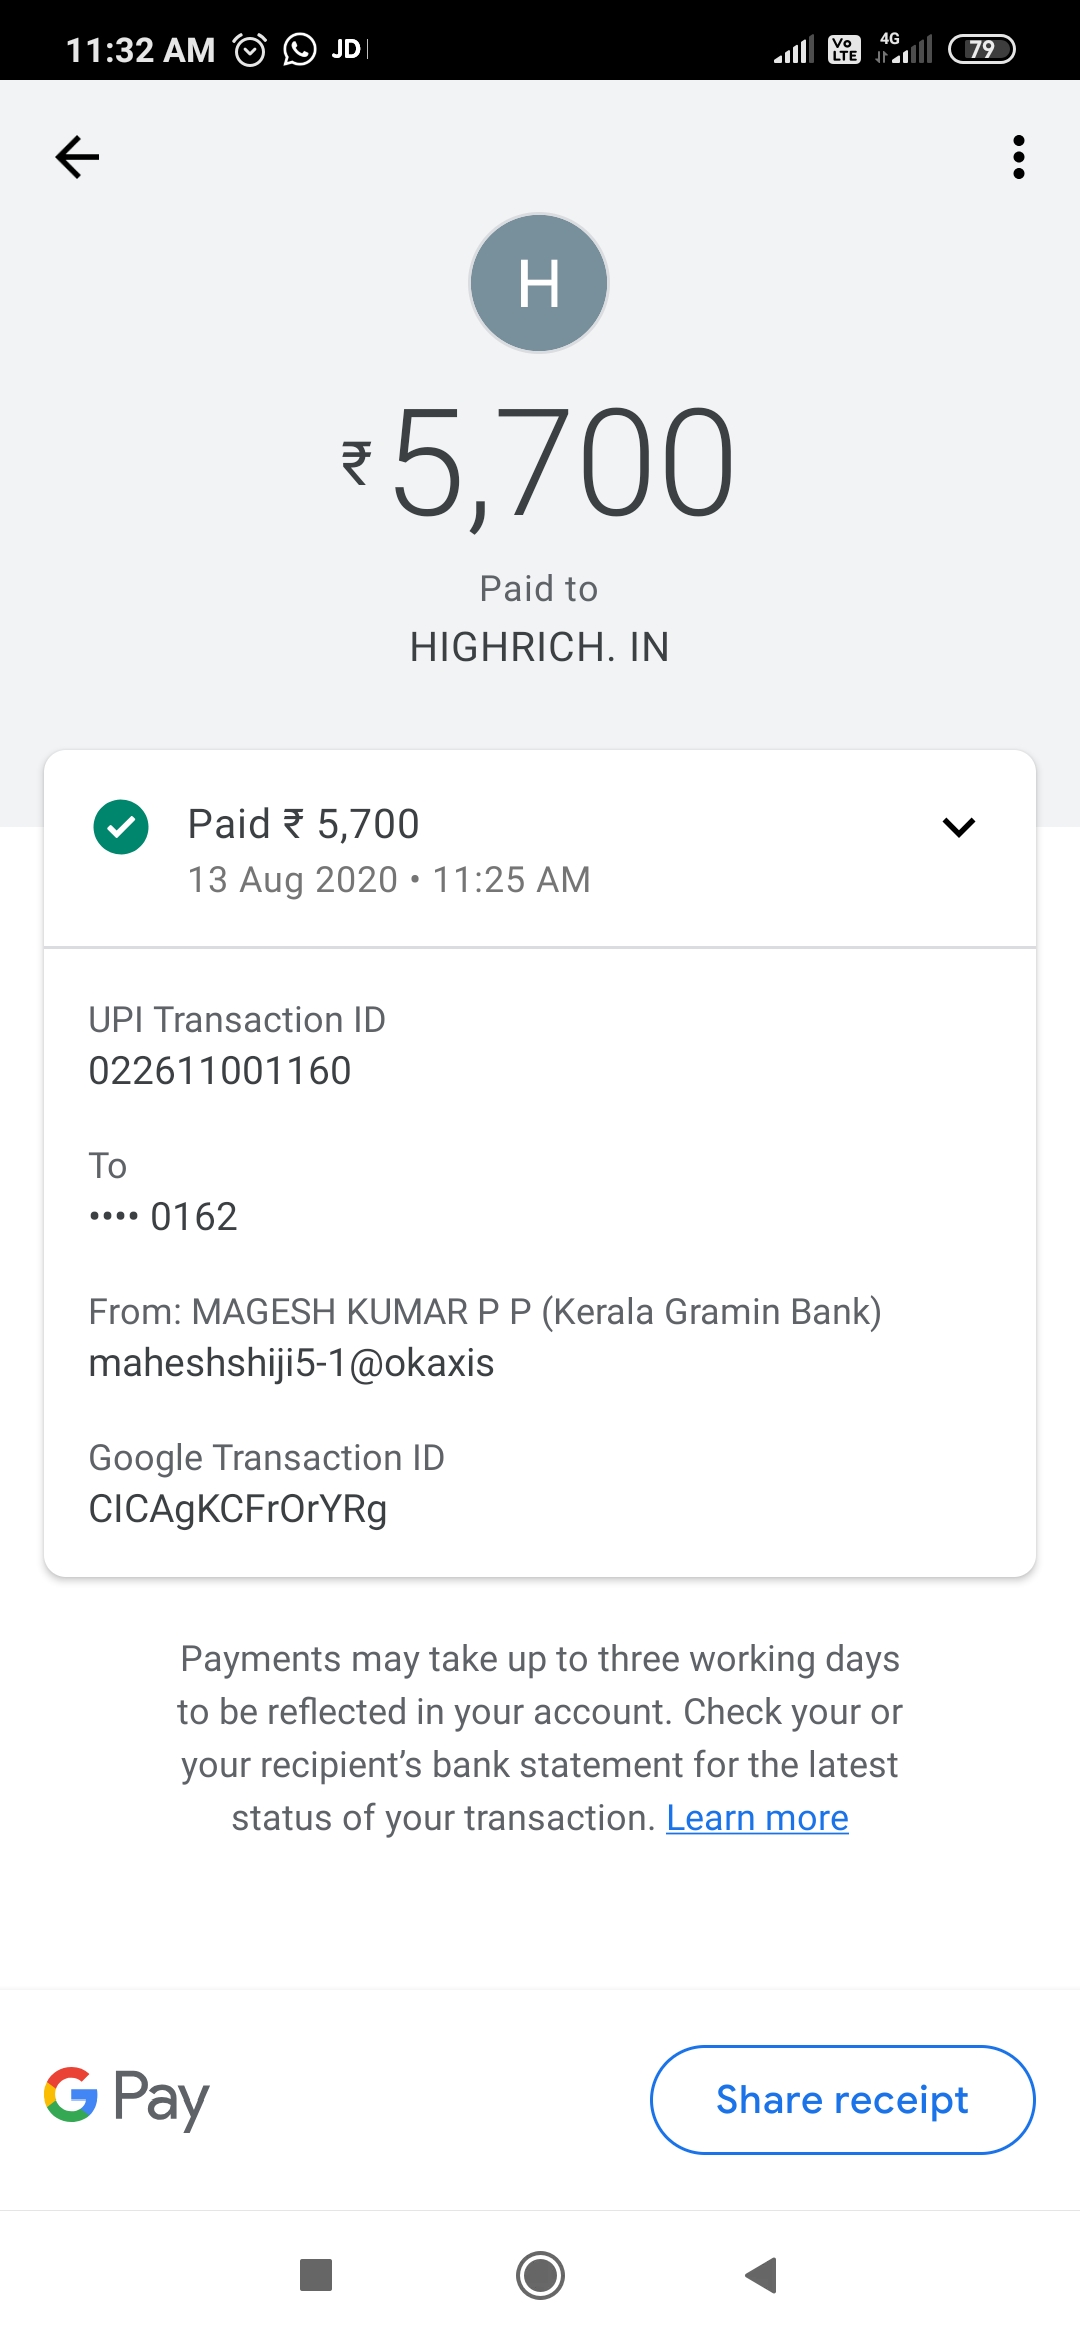 11:32 AM JD
Vo LTE 4G 79
H
₹5,700
Paid to
HIGHRICH. IN
Paid ₹ 5,700
13 Aug 2020 • 11:25 AM
UPI Transaction ID
022611001160
To
•••• 0162
From: MAGESH KUMAR P P (Kerala Gramin Bank)
maheshshiji5-1@okaxis
Google Transaction ID
CICAgKCFrOrYRg
Payments may take up to three working days
to be reflected in your account. Check your or
your recipient’s bank statement for the latest
status of your transaction. Learn more
G Pay
Share receipt